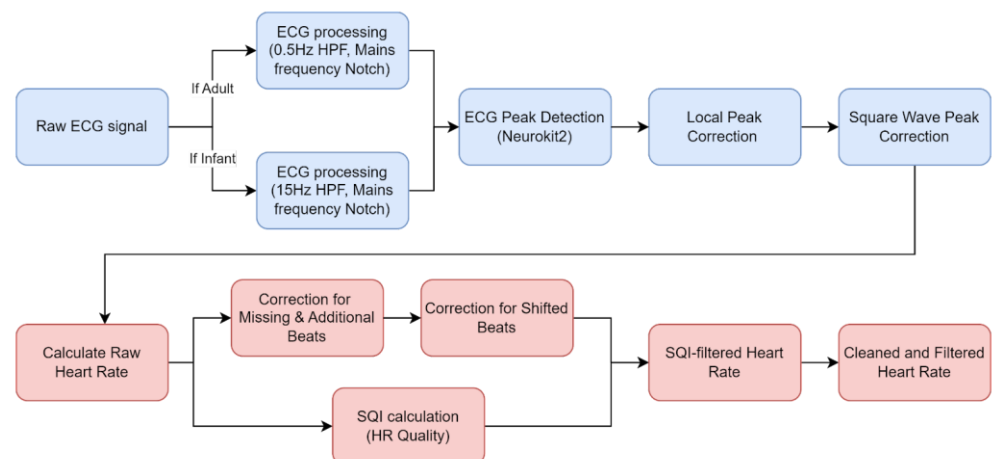 Raw ECG signal
If Adult
If Infant
ECG processing
(0.5Hz HPF, Mains
frequency Notch)
ECG processing
(15Hz HPF, Mains
frequency Notch)
ECG Peak Detection
(Neurokit2)
Local Peak
Correction
Square Wave Peak
Correction
Calculate Raw
Heart Rate
Correction for
Missing & Additional
Beats
Correction for Shifted
Beats
SQI calculation
(HR Quality)
SQI-filtered Heart
Rate
Cleaned and Filtered
Heart Rate